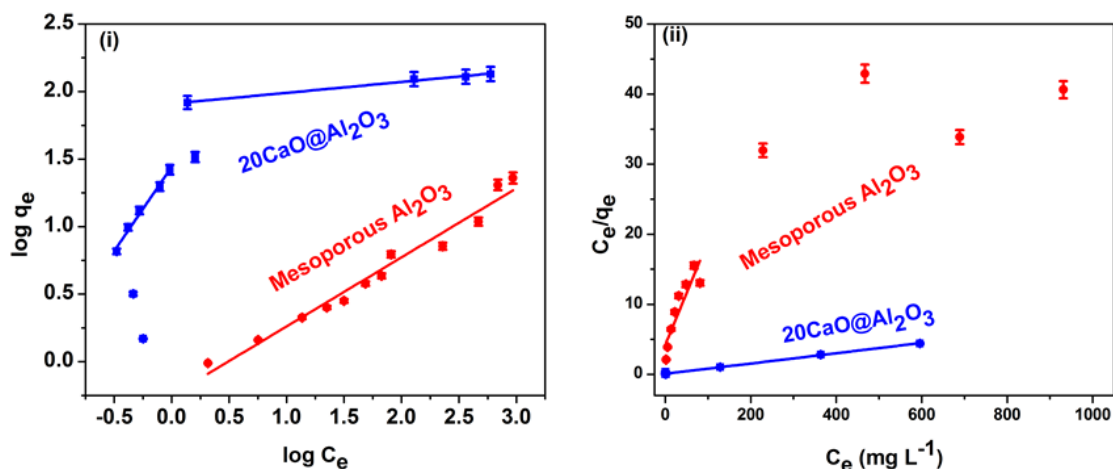 (i)
2.5
2.0
1.5
1.0
0.5
0.0
log qe
20CaO@Al2O3
Mesoporous Al2O3
-0.5 0.0 0.5 1.0 1.5 2.0 2.5 3.0
log Ce
(ii)
50
40
30
20
10
0
Ce/qe
Mesoporous Al2O3
20CaO@Al2O3
0 200 400 600 800 1000
Ce (mg L-1)